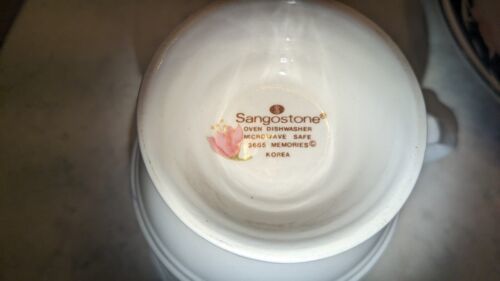 S
Sangostone®
OVEN DISHWASHER
MICROWAVE SAFE
3665 MEMORIES©
KOREA